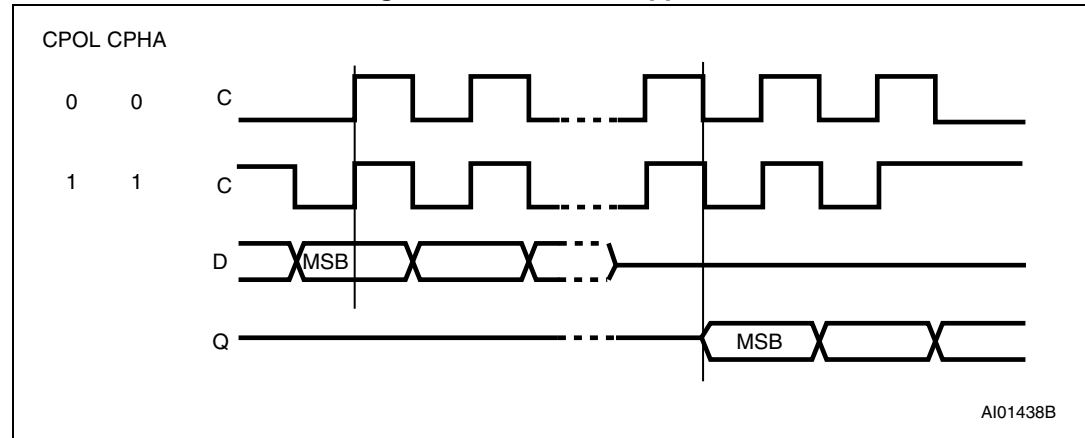 CPOL CPHA
0 0 C
1 1 C
D MSB
Q MSB
AI01438B